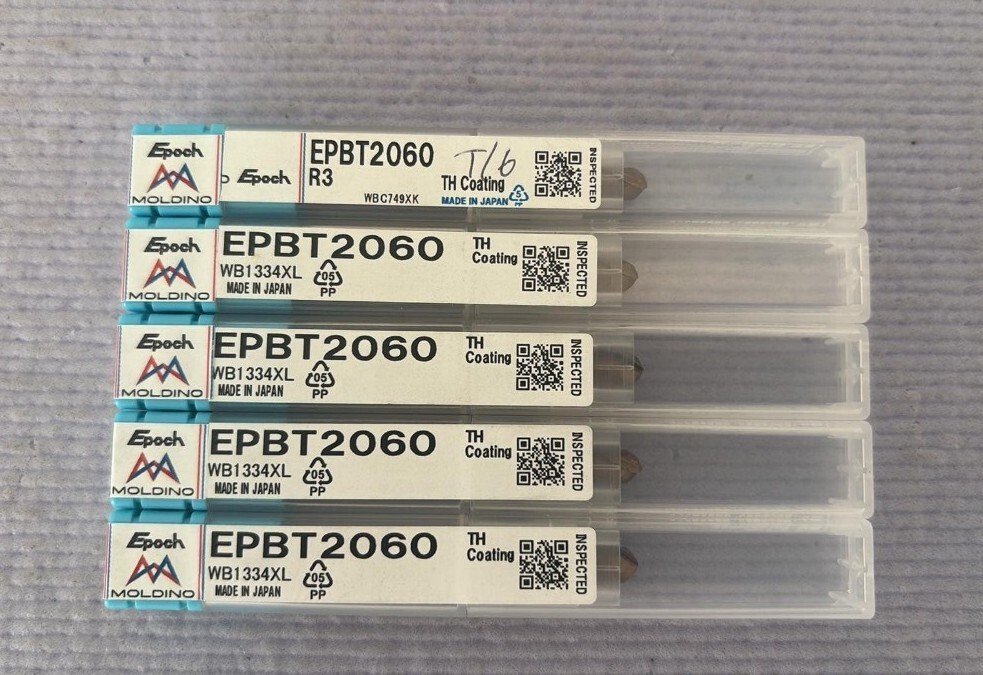 Epoch
MOLDINO
Epoch
EPBT2060
R3
T/6
TH Coating
WBC749XK
MADE IN JAPAN
5
PP
INSPECTED
Epoch
MOLDINO
EPBT2060
WB1334XL
MADE IN JAPAN
05
PP
TH
Coating
INSPECTED
Epoch
MOLDINO
EPBT2060
WB1334XL
MADE IN JAPAN
05
PP
TH
Coating
INSPECTED
Epoch
MOLDINO
EPBT2060
WB1334XL
MADE IN JAPAN
05
PP
TH
Coating
INSPECTED
Epoch
MOLDINO
EPBT2060
WB1334XL
MADE IN JAPAN
05
PP
TH
Coating
INSPECTED